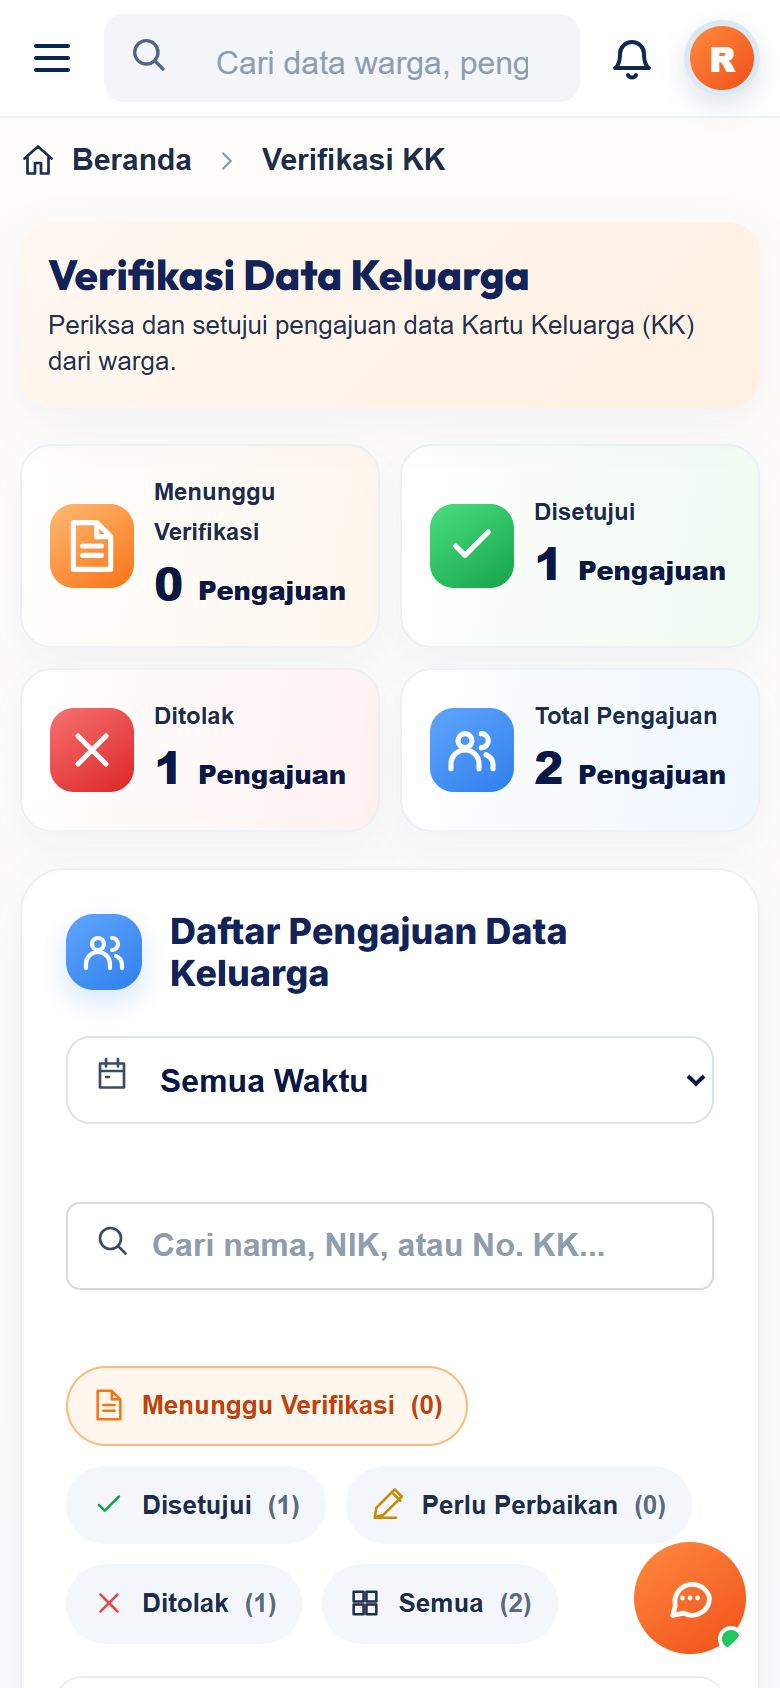 Cari data warga, peng
R
Beranda
Verifikasi KK
Verifikasi Data Keluarga
Periksa dan setujui pengajuan data Kartu Keluarga (KK)
dari warga.
Menunggu
Verifikasi
0 Pengajuan
Disetujui
1 Pengajuan
Ditolak
1 Pengajuan
Total Pengajuan
2 Pengajuan
Daftar Pengajuan Data
Keluarga
Semua Waktu
Cari nama, NIK, atau No. KK...
Menunggu Verifikasi (0)
Disetujui (1)
Perlu Perbaikan (0)
Ditolak (1)
Semua (2)